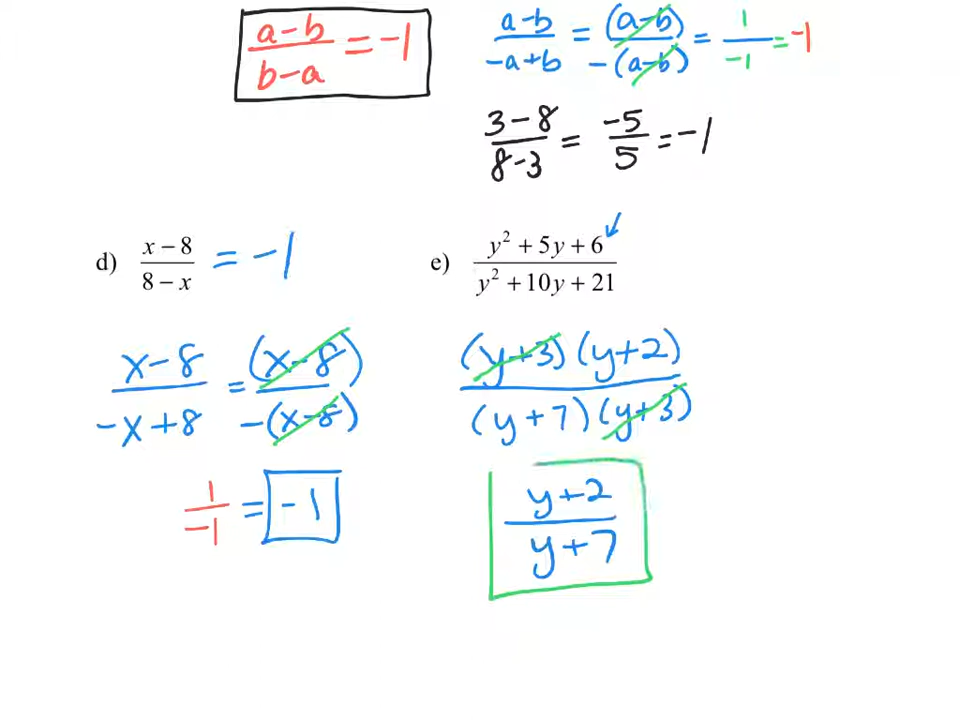 a-b/b-a = -1
a-b/-a+b = (a-b)/-(a-b) = 1/-1 = -1
3-8/8-3 = -5/5 = -1
d) x-8/8-x = -1
x-8/-x+8 = (x-8)/-(x-8)
1/-1 = -1
e) y²+5y+6/y²+10y+21
(y+3)(y+2)/(y+7)(y+3)
y+2/y+7